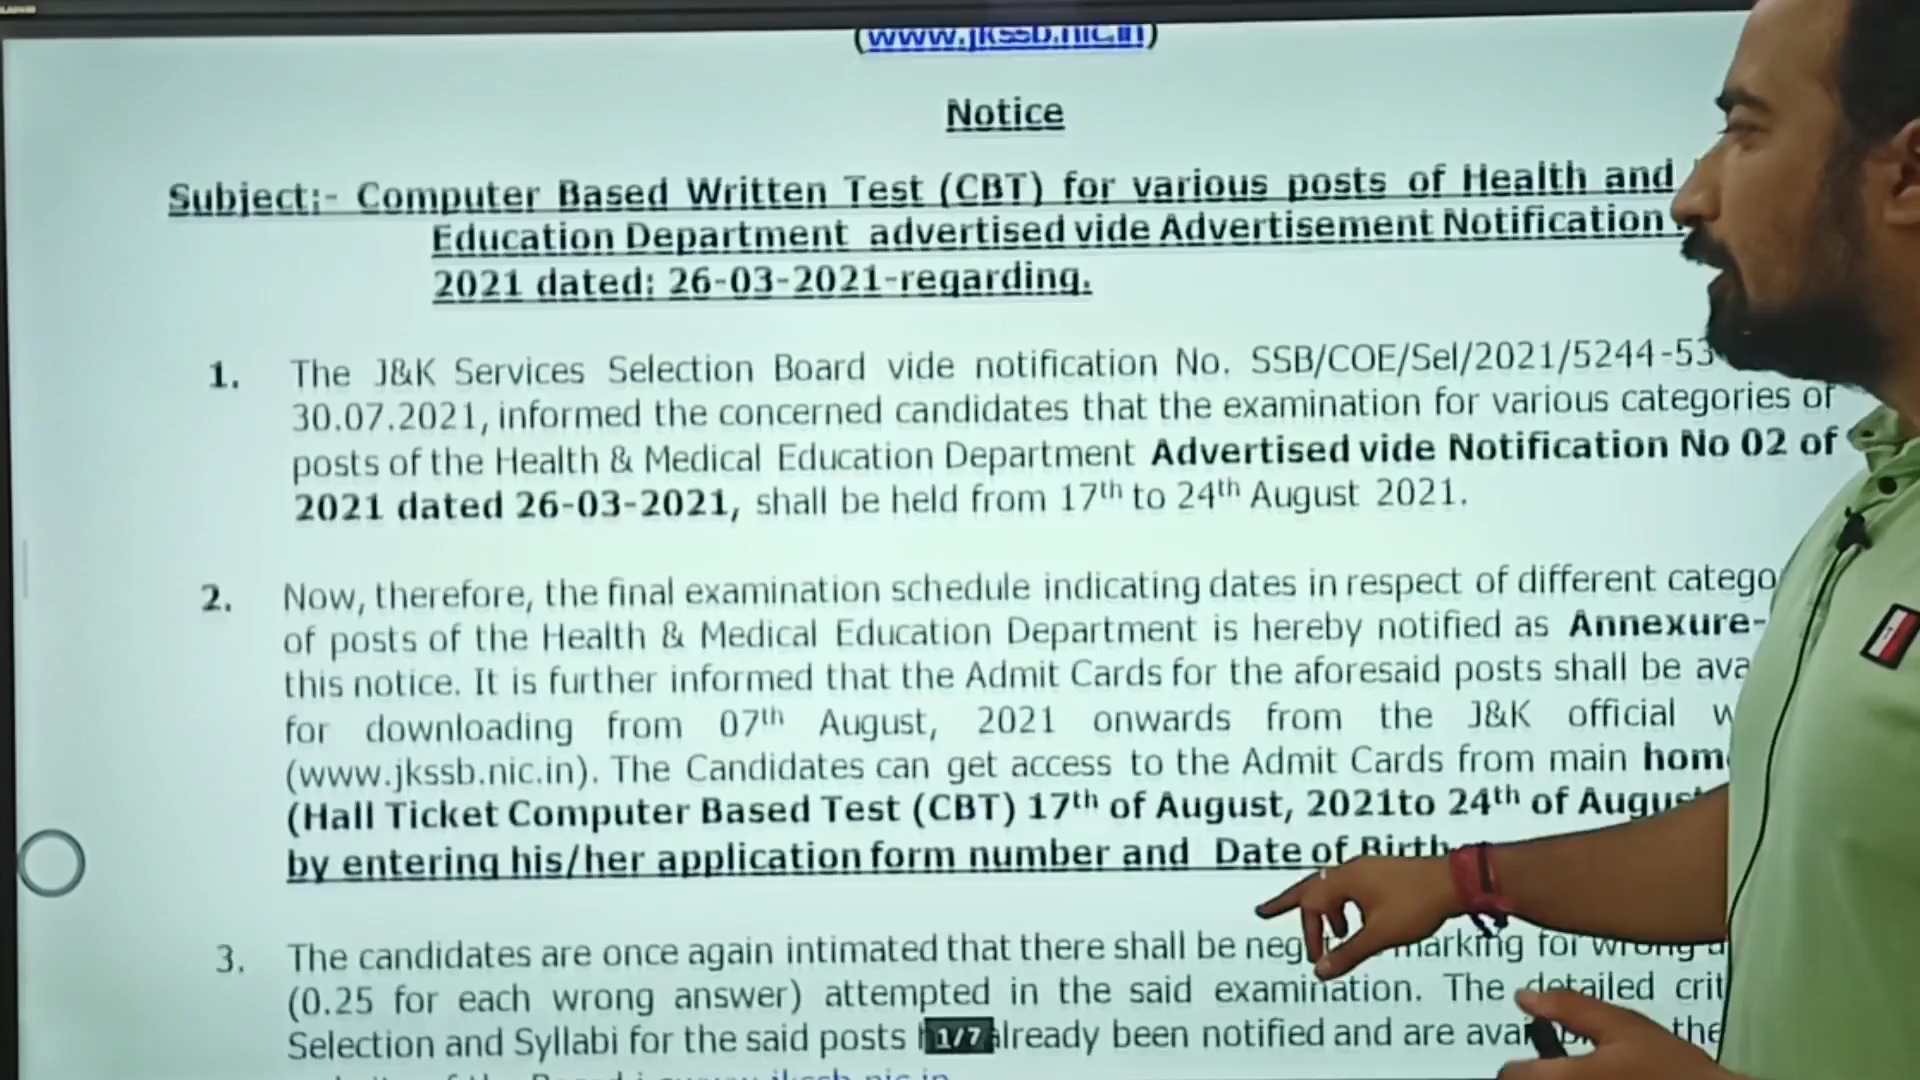 (www.jkssb.nic.in)
Notice
Subject:- Computer Based Written Test (CBT) for various posts of Health and
Education Department advertised vide Advertisement Notification
2021 dated: 26-03-2021-regarding.
1. The J&K Services Selection Board vide notification No. SSB/COE/Sel/2021/5244-53
30.07.2021, informed the concerned candidates that the examination for various categories of
posts of the Health & Medical Education Department Advertised vide Notification No 02 of
2021 dated 26-03-2021, shall be held from 17th to 24th August 2021.
2. Now, therefore, the final examination schedule indicating dates in respect of different catego
of posts of the Health & Medical Education Department is hereby notified as Annexure-
this notice. It is further informed that the Admit Cards for the aforesaid posts shall be ava
for downloading from 07th August, 2021 onwards from the J&K official w
(www.jkssb.nic.in). The Candidates can get access to the Admit Cards from main hom
(Hall Ticket Computer Based Test (CBT) 17th of August, 2021to 24th of Augus
by entering his/her application form number and Date of Birth
3. The candidates are once again intimated that there shall be neg marking for wrong a
(0.25 for each wrong answer) attempted in the said examination. The detailed crit
Selection and Syllabi for the said posts 1/7 already been notified and are avai the
www.jkssb.nic.in